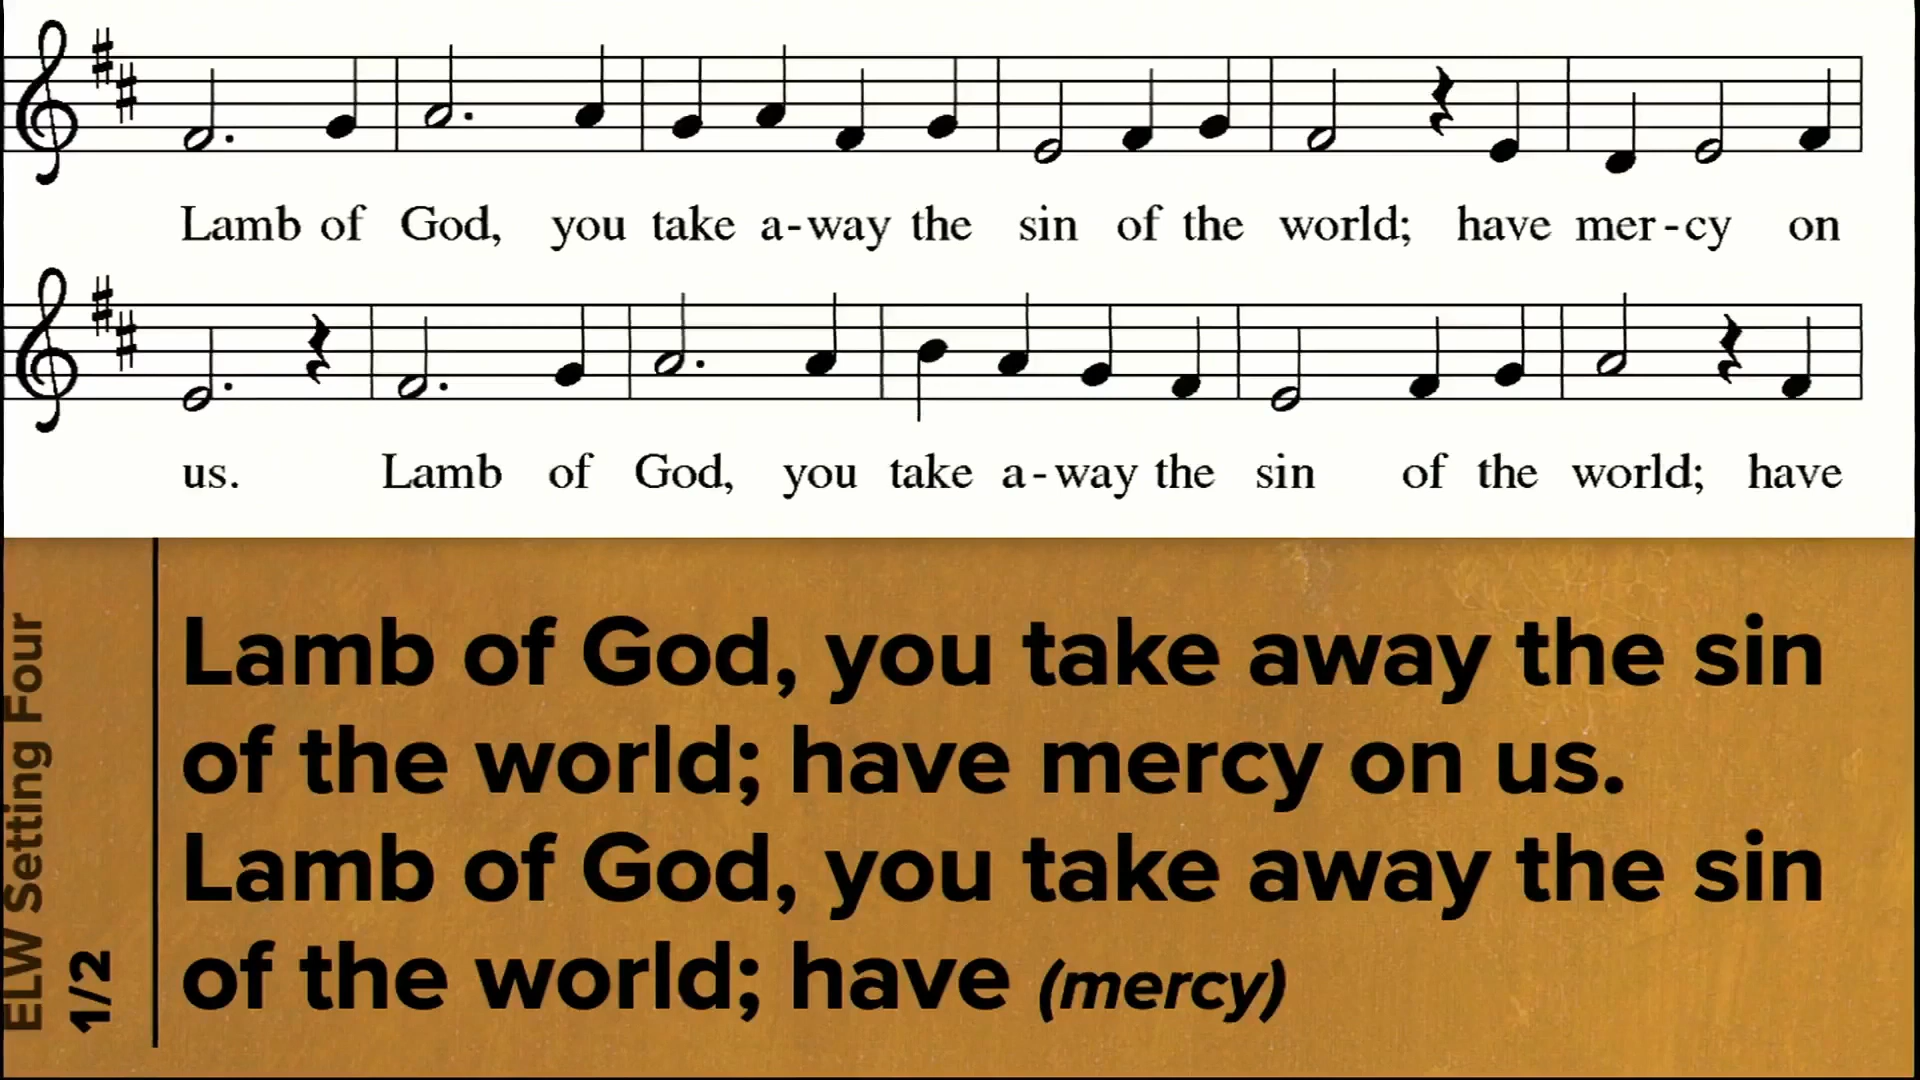 Lamb of God, you take a-way the sin of the world; have mer-cy on
us. Lamb of God, you take a-way the sin of the world; have
ELW Setting Four
1/2
Lamb of God, you take away the sin
of the world; have mercy on us.
Lamb of God, you take away the sin
of the world; have (mercy)